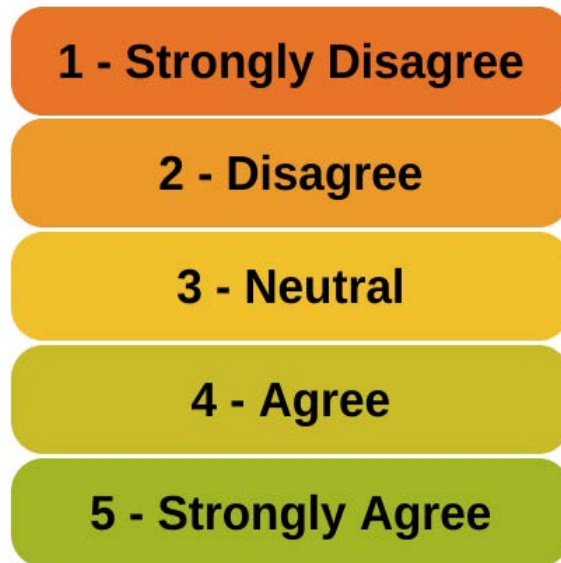 1 - Strongly Disagree
2 - Disagree
3 - Neutral
4 - Agree
5 - Strongly Agree